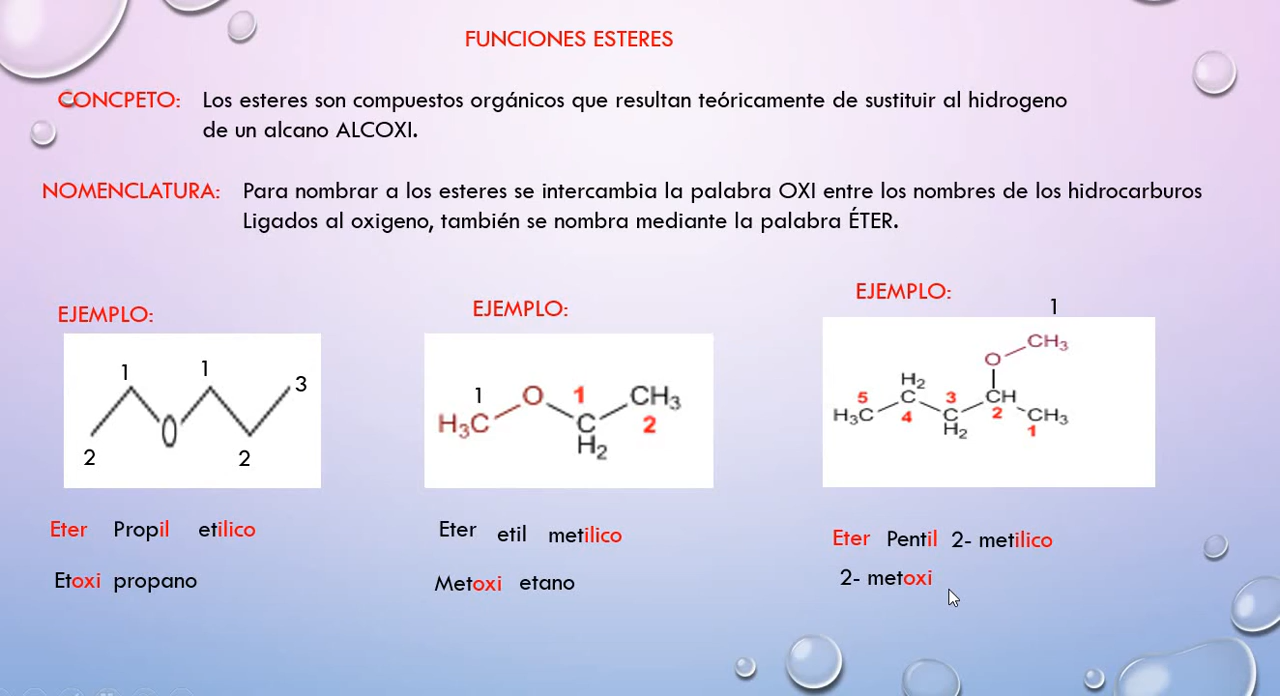 FUNCIONES ESTERES
CONCPETO: Los esteres son compuestos orgánicos que resultan teóricamente de sustituir al hidrogeno
de un alcano ALCOXI.
NOMENCLATURA: Para nombrar a los esteres se intercambia la palabra OXI entre los nombres de los hidrocarburos
Ligados al oxigeno, también se nombra mediante la palabra ÉTER.
EJEMPLO:
1 1 3
O
2 2
Eter Propil etilico
Etoxi propano
EJEMPLO:
1 O 1 CH3
H3C C 2
H2
Eter etil metilico
Metoxi etano
EJEMPLO:
1
CH3
O
H2
5 C 3 CH
H3C 4 C 2 CH3
H2 1
Eter Pentil 2- metilico
2- metoxi